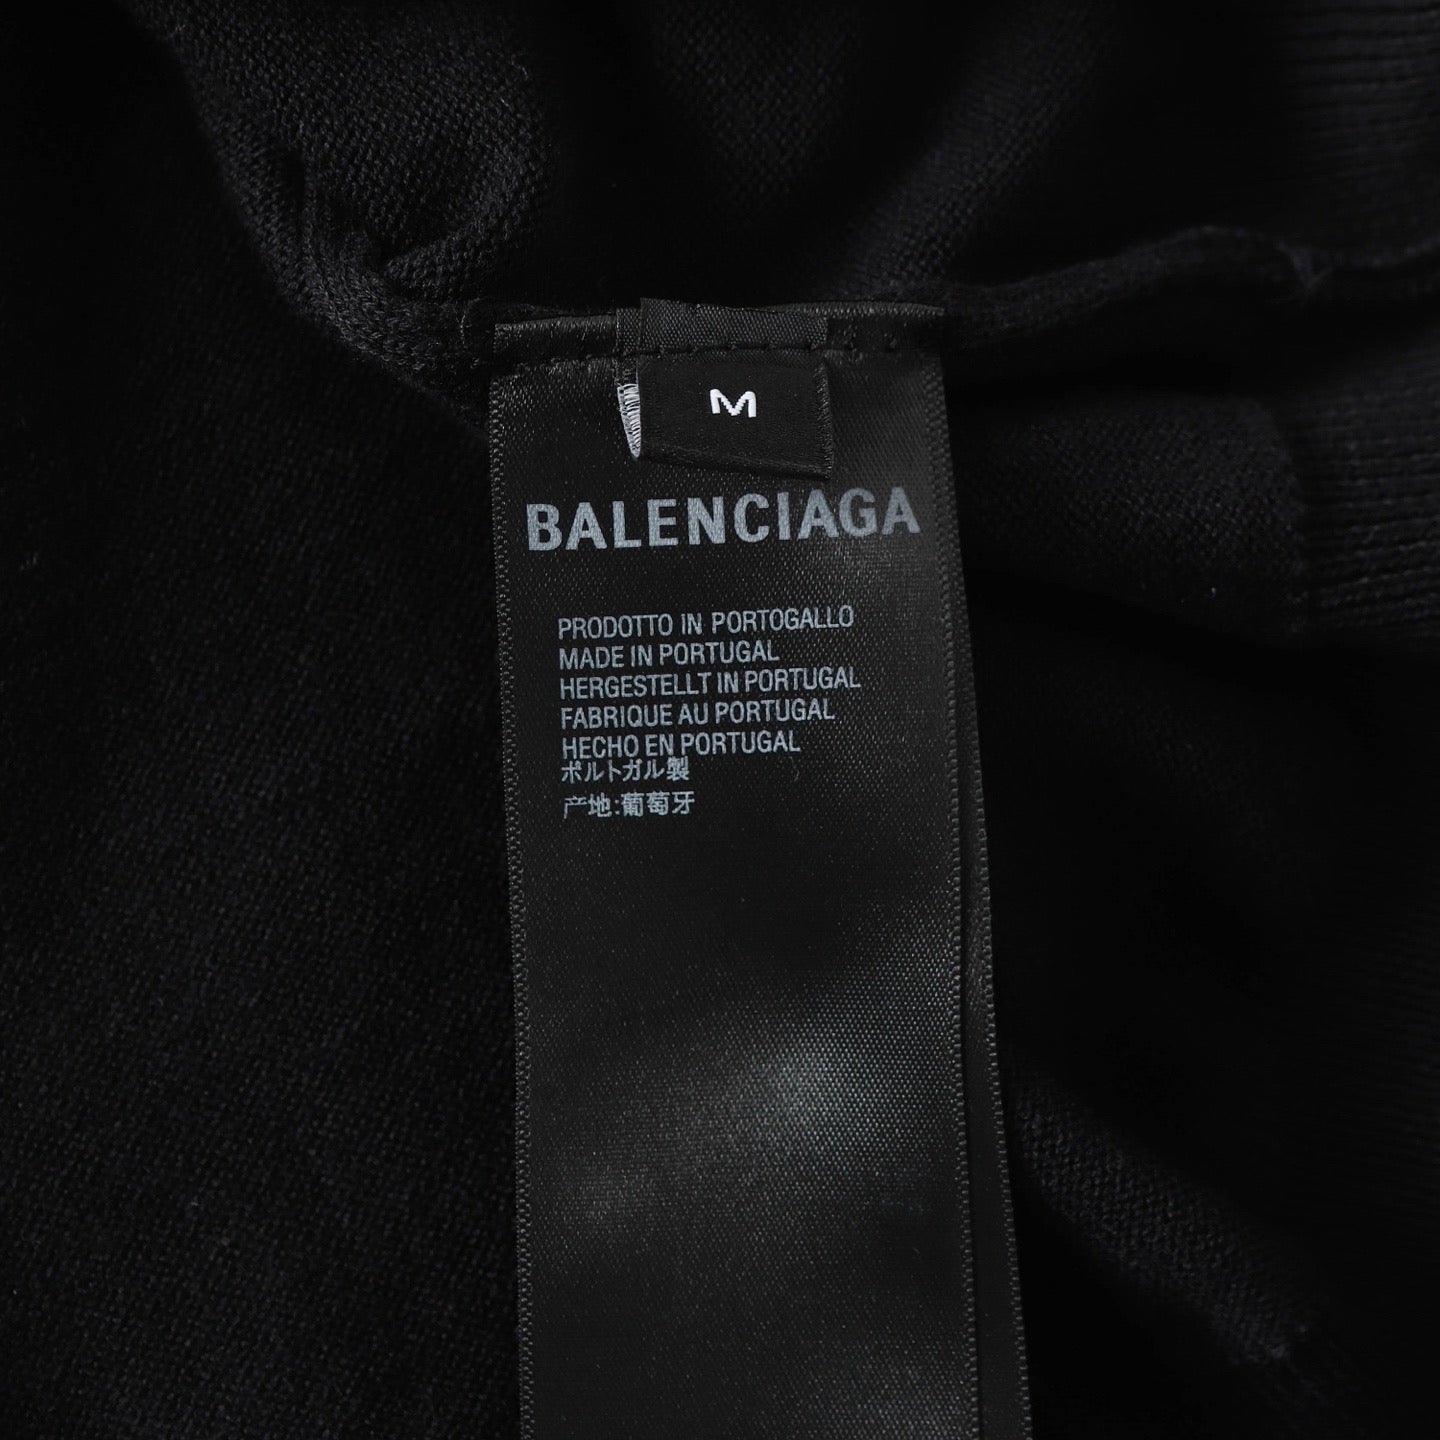 M
BALENCIAGA
PRODOTTO IN PORTOGALLO
MADE IN PORTUGAL
HERGESTELLT IN PORTUGAL
FABRIQUE AU PORTUGAL
HECHO EN PORTUGAL
ポルトガル製
产地:葡萄牙